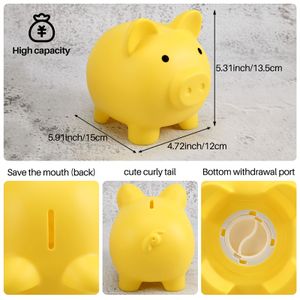 ¥
High capacity
5.31inch/13.5cm
5.91inch/15cm
4.72inch/12cm
Save the mouth (back)
cute curly tail
Bottom withdrawal port